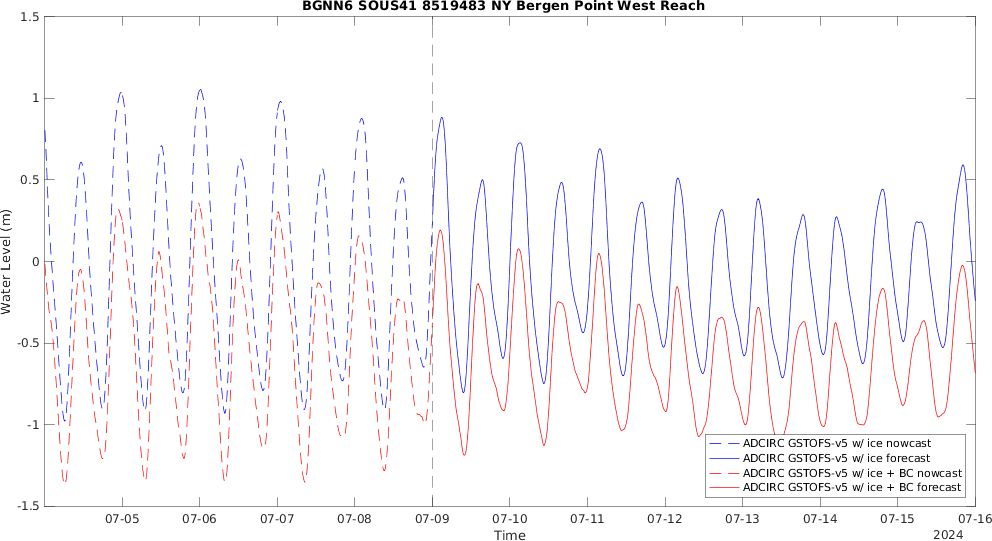 BGNN6 SOUS41 8519483 NY Bergen Point West Reach
1.5
1
0.5
0
-0.5
-1
-1.5
Water Level (m)
07-05 07-06 07-07 07-08 07-09 07-10 07-11 07-12 07-13 07-14 07-15 07-16
Time
2024
ADCIRC GSTOFS-v5 w/ ice nowcast
ADCIRC GSTOFS-v5 w/ ice forecast
ADCIRC GSTOFS-v5 w/ ice + BC nowcast
ADCIRC GSTOFS-v5 w/ ice + BC forecast